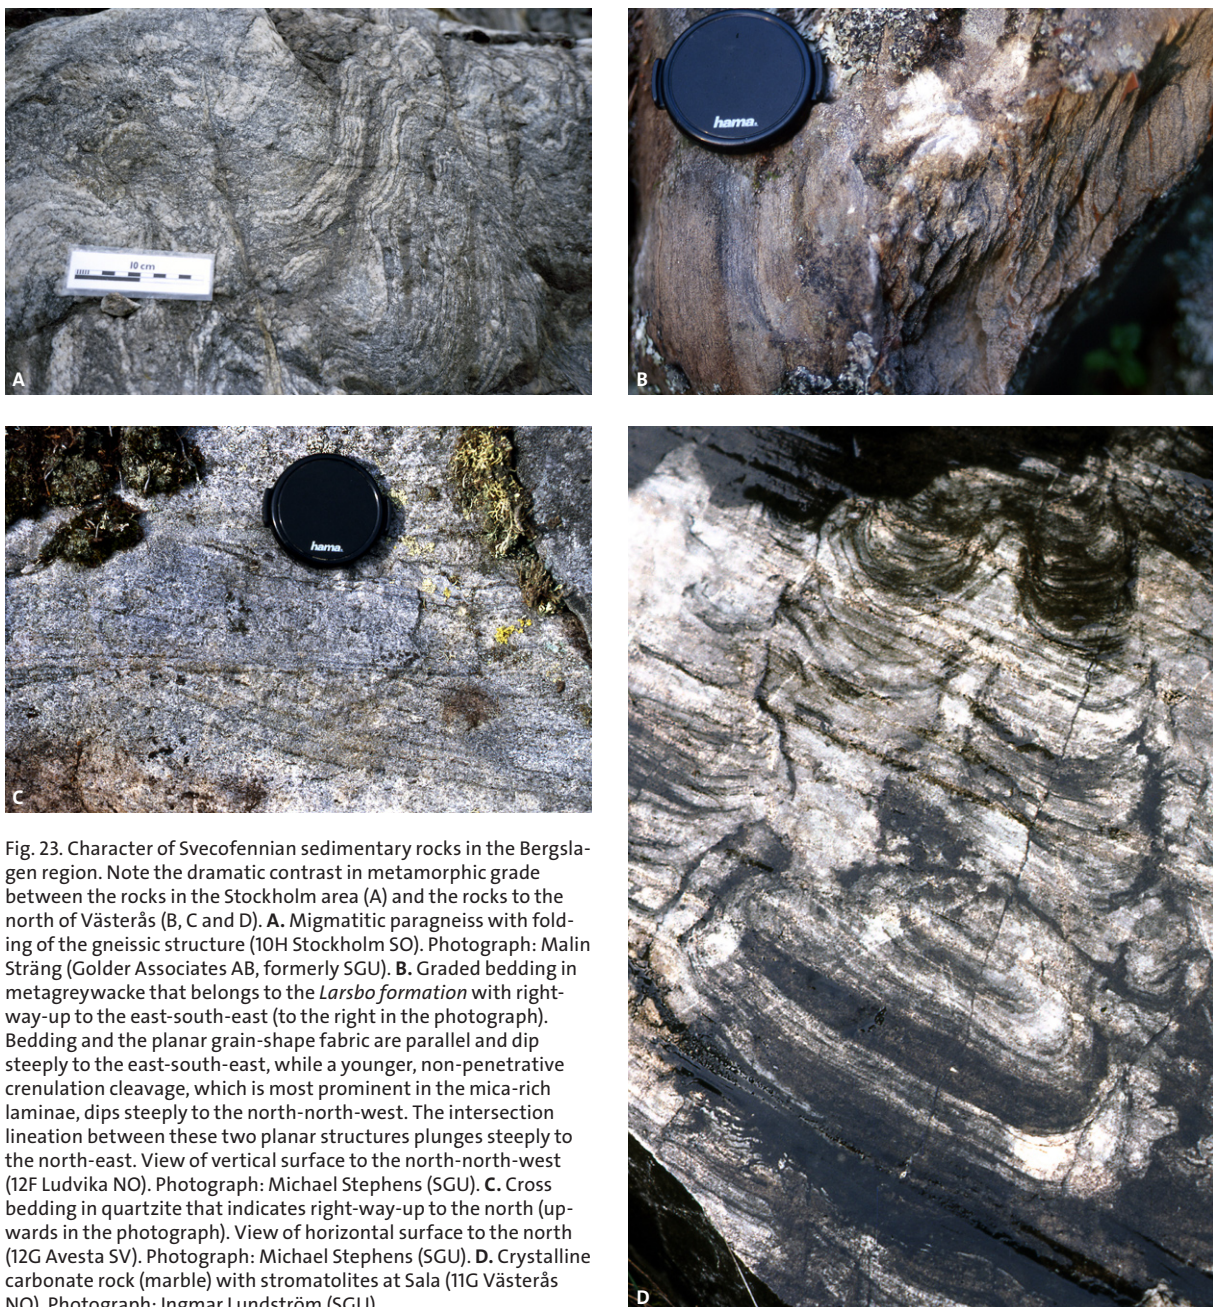 10 cm
A
hama.
B
hama.
C
D
Fig. 23. Character of Svecofennian sedimentary rocks in the Bergsla-
gen region. Note the dramatic contrast in metamorphic grade
between the rocks in the Stockholm area (A) and the rocks to the
north of Västerås (B, C and D). A. Migmatitic paragneiss with fold-
ing of the gneissic structure (10H Stockholm SO). Photograph: Malin
Sträng (Golder Associates AB, formerly SGU). B. Graded bedding in
metagreywacke that belongs to the Larsbo formation with right-
way-up to the east-south-east (to the right in the photograph).
Bedding and the planar grain-shape fabric are parallel and dip
steeply to the east-south-east, while a younger, non-penetrative
crenulation cleavage, which is most prominent in the mica-rich
laminae, dips steeply to the north-north-west. The intersection
lineation between these two planar structures plunges steeply to
the north-east. View of vertical surface to the north-north-west
(12F Ludvika NO). Photograph: Michael Stephens (SGU). C. Cross
bedding in quartzite that indicates right-way-up to the north (up-
wards in the photograph). View of horizontal surface to the north
(12G Avesta SV). Photograph: Michael Stephens (SGU). D. Crystalline
carbonate rock (marble) with stromatolites at Sala (11G Västerås
NO). Photograph: Ingmar Lundström (SGU)